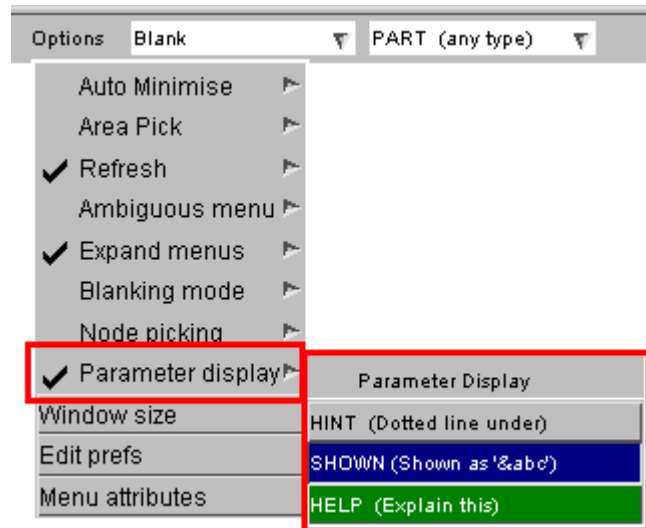 Options Blank PART (any type)
Auto Minimise
Area Pick
Refresh
Ambiguous menu
Expand menus
Blanking mode
Node picking
Parameter display
Parameter Display
Window size
HINT (Dotted line under)
Edit prefs
SHOWN (Shown as '&abc')
Menu attributes
HELP (Explain this)